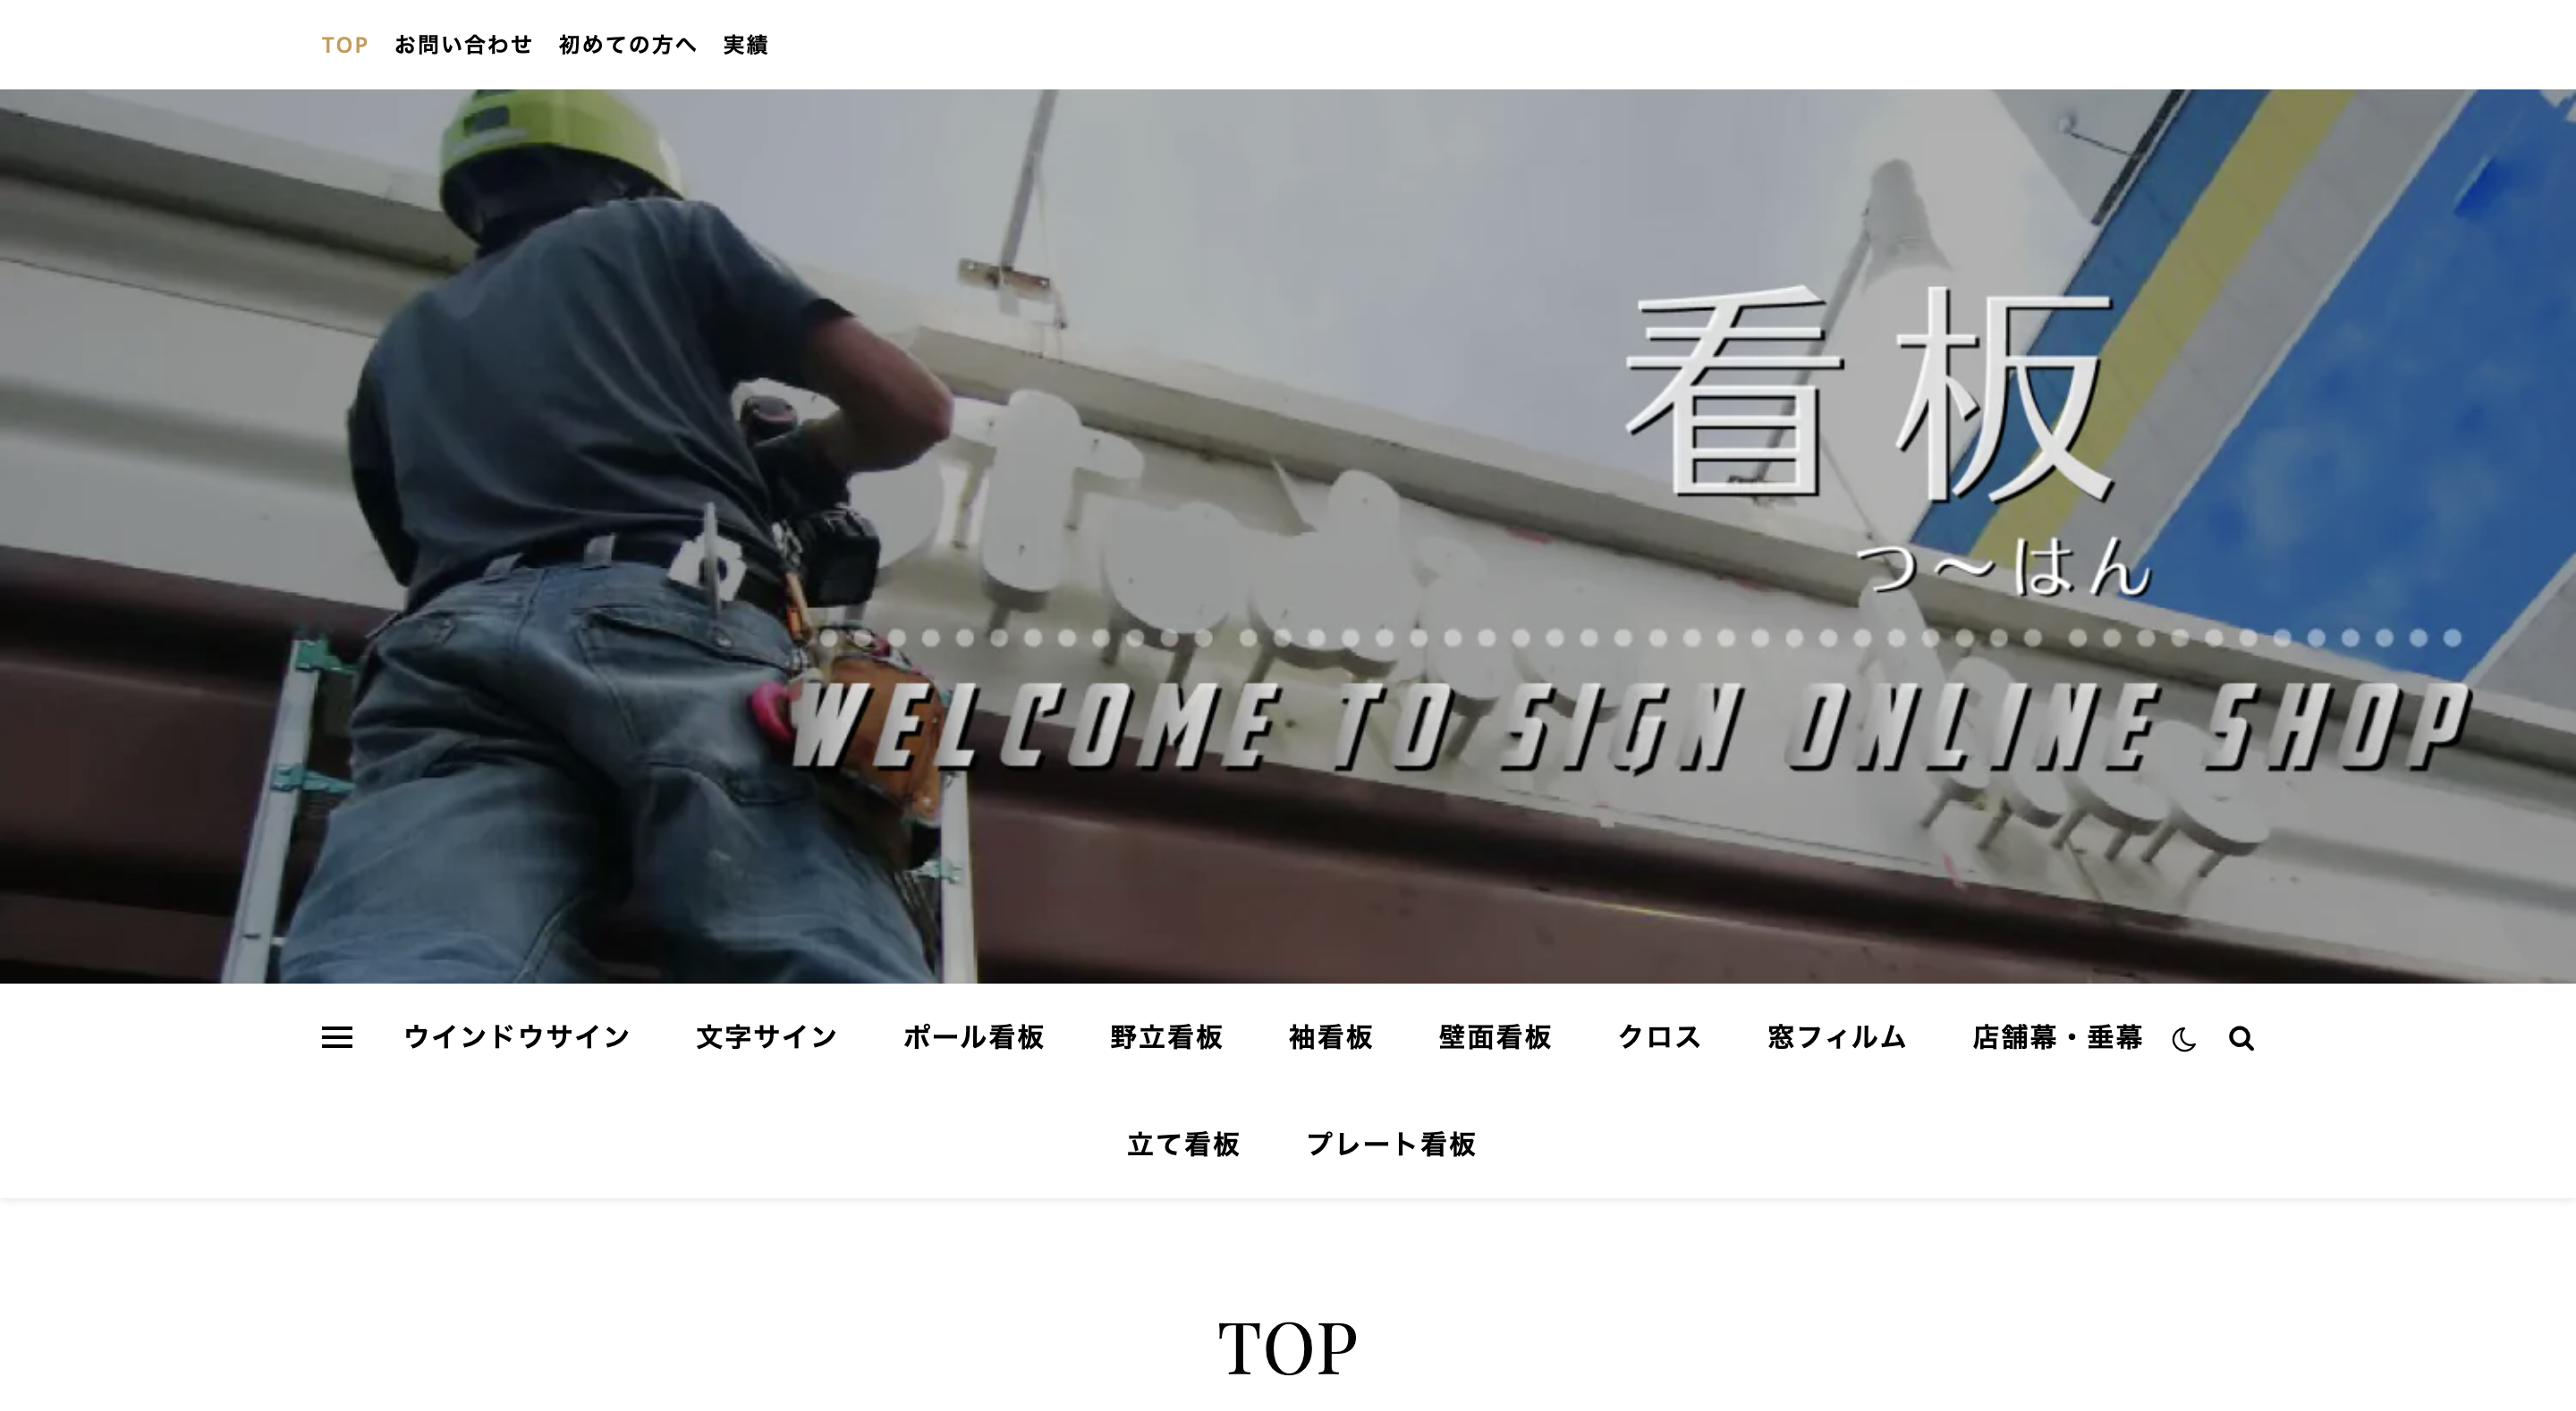 TOP お問い合わせ 初めての方へ 実績
看板
つ〜はん
WELCOME TO SIGN ONLINE SHOP
ウインドウサイン 文字サイン ポール看板 野立看板 袖看板 壁面看板 クロス 窓フィルム 店舗幕・垂幕
立て看板 プレート看板
TOP